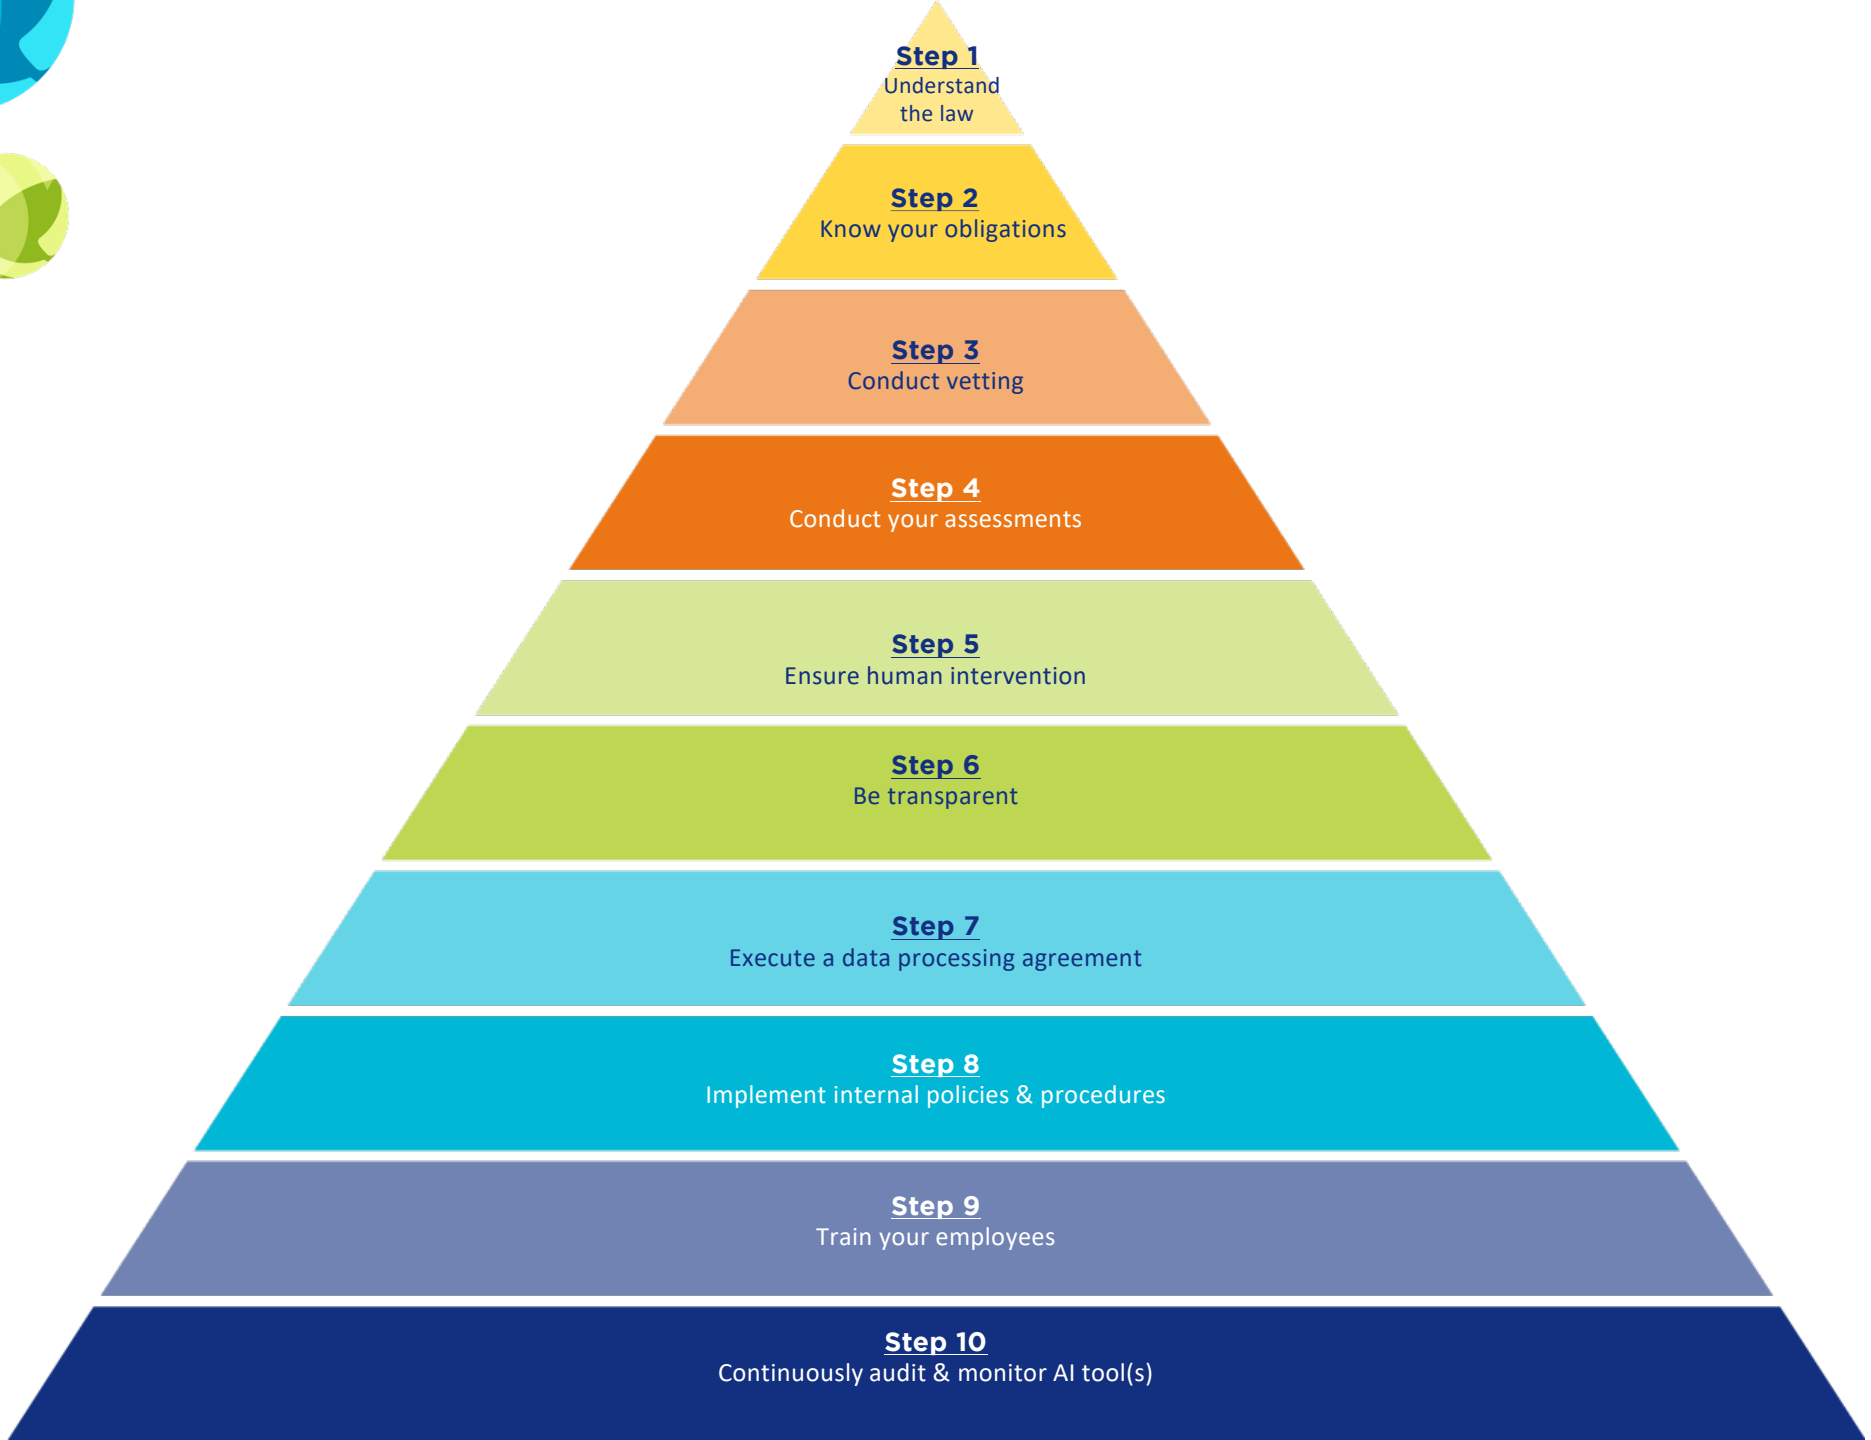 Step 1
Understand
the law
Step 2
Know your obligations
Step 3
Conduct vetting
Step 4
Conduct your assessments
Step 5
Ensure human intervention
Step 6
Be transparent
Step 7
Execute a data processing agreement
Step 8
Implement internal policies & procedures
Step 9
Train your employees
Step 10
Continuously audit & monitor AI tool(s)